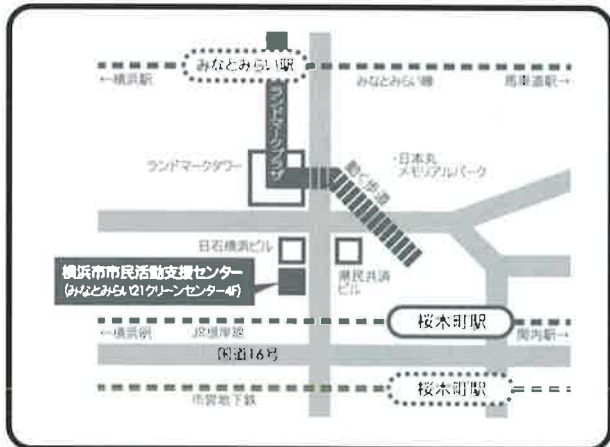 みなとみらい駅
←横浜駅
みなとみらい線
馬車道駅→
ランドマークプラザ
ランドマークタワー
動く歩道
・日本丸
メモリアルパーク
日石横浜ビル
県民共済
ビル
横浜市市民活動支援センター
(みなとみらい21クリーンセンター4F)
←横浜駅
JR根岸線
桜木町駅
関内駅→
国道16号
桜木町駅
市営地下鉄